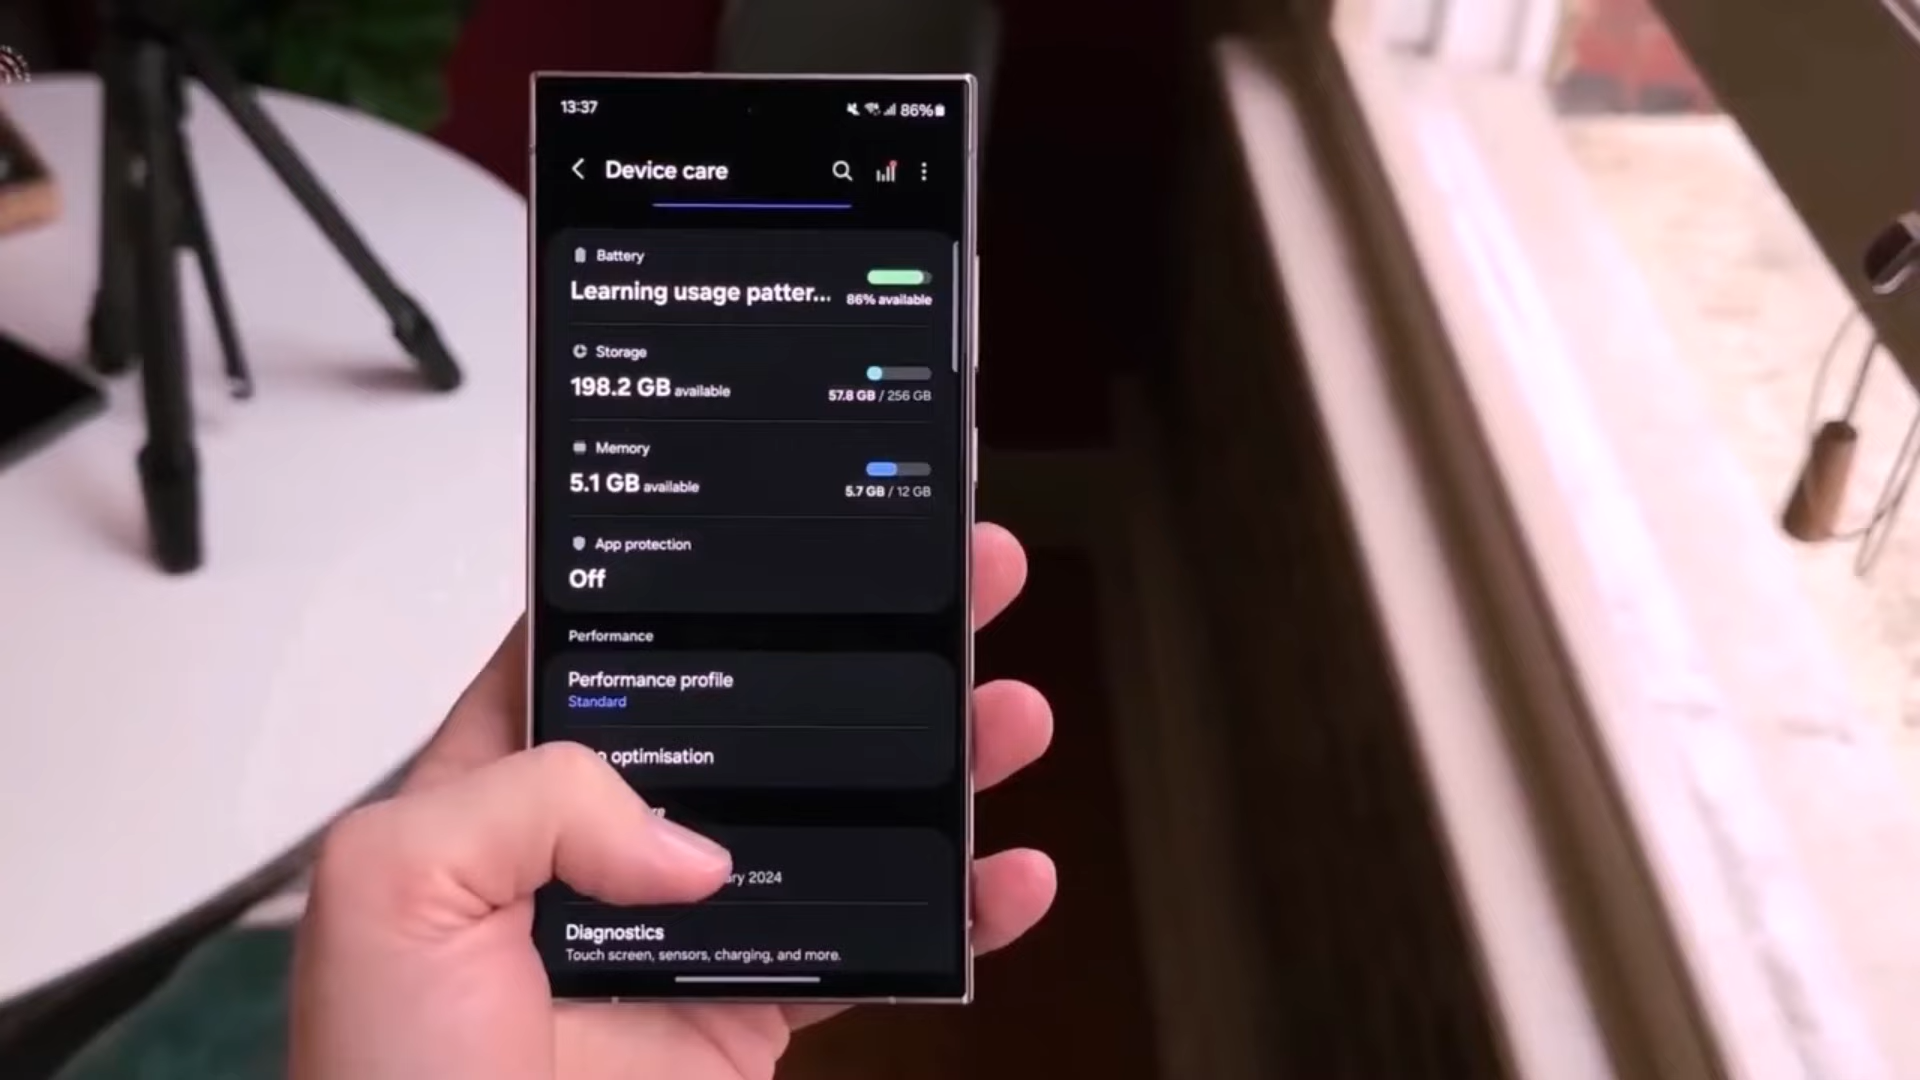 13:37
86%
Device care
Battery
Learning usage patter...
86% available
Storage
198.2 GB available
57.8 GB / 256 GB
Memory
5.1 GB available
5.7 GB / 12 GB
App protection
Off
Performance
Performance profile
Standard
optimisation
2024
Diagnostics
Touch screen, sensors, charging, and more.